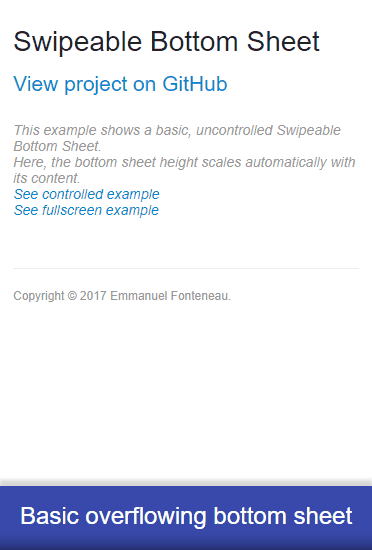 Swipeable Bottom Sheet
View project on GitHub
This example shows a basic, uncontrolled Swipeable
Bottom Sheet.
Here, the bottom sheet height scales automatically with
its content.
See controlled example
See fullscreen example
Copyright © 2017 Emmanuel Fonteneau.
Basic overflowing bottom sheet